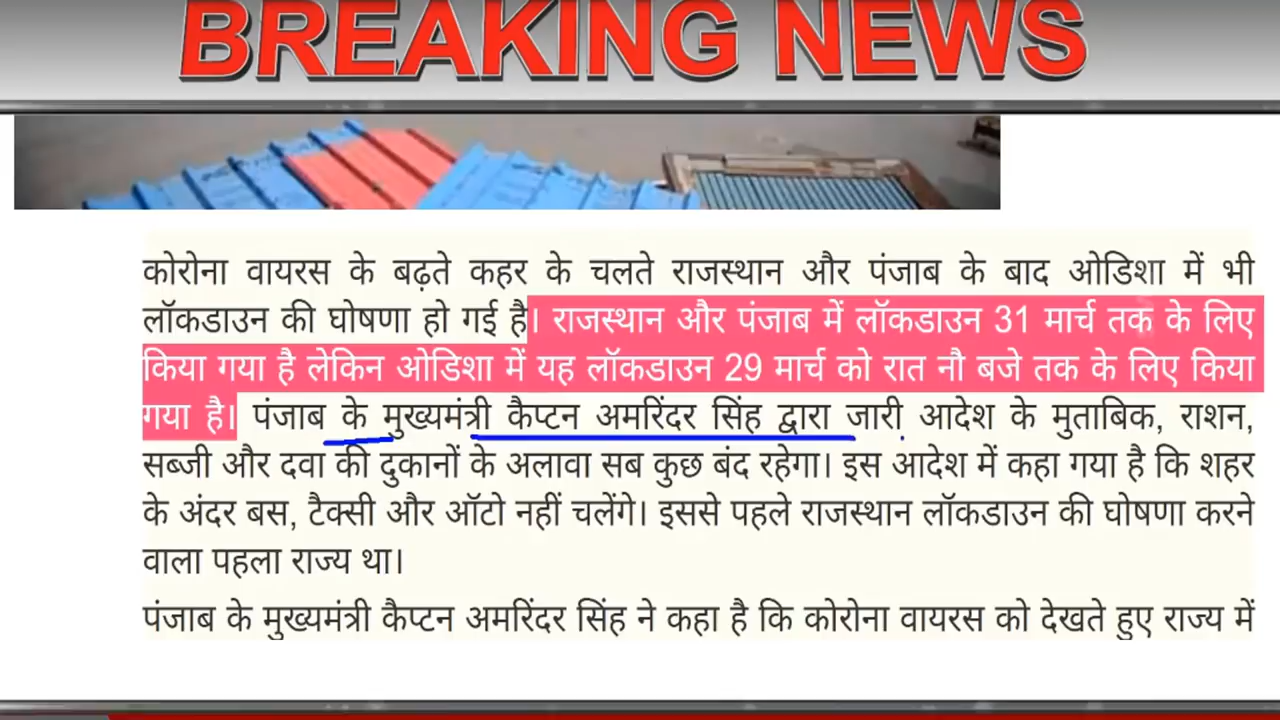 BREAKING NEWS
कोरोना वायरस के बढ़ते कहर के चलते राजस्थान और पंजाब के बाद ओडिशा में भी
लॉकडाउन की घोषणा हो गई है। राजस्थान और पंजाब में लॉकडाउन 31 मार्च तक के लिए
किया गया है लेकिन ओडिशा में यह लॉकडाउन 29 मार्च को रात नौ बजे तक के लिए किया
गया है। पंजाब के मुख्यमंत्री कैप्टन अमरिंदर सिंह द्वारा जारी आदेश के मुताबिक, राशन,
सब्जी और दवा की दुकानों के अलावा सब कुछ बंद रहेगा। इस आदेश में कहा गया है कि शहर
के अंदर बस, टैक्सी और ऑटो नहीं चलेंगे। इससे पहले राजस्थान लॉकडाउन की घोषणा करने
वाला पहला राज्य था।
पंजाब के मुख्यमंत्री कैप्टन अमरिंदर सिंह ने कहा है कि कोरोना वायरस को देखते हुए राज्य में